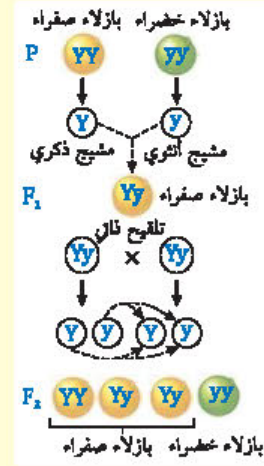 بازلاء صفراء بازلاء خضراء
P YY yy
Y y
مشيج ذكري مشيج أنثوي
F₁ Yy بازلاء صفراء
تلقيح ذاتي
Yy × Yy
Y y Y y
F₂ YY Yy Yy yy
بازلاء صفراء بازلاء خضراء